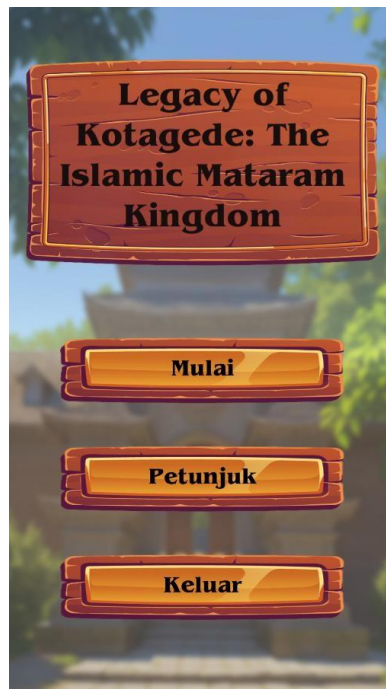 Legacy of
Kotagede: The
Islamic Mataram
Kingdom
Mulai
Petunjuk
Keluar